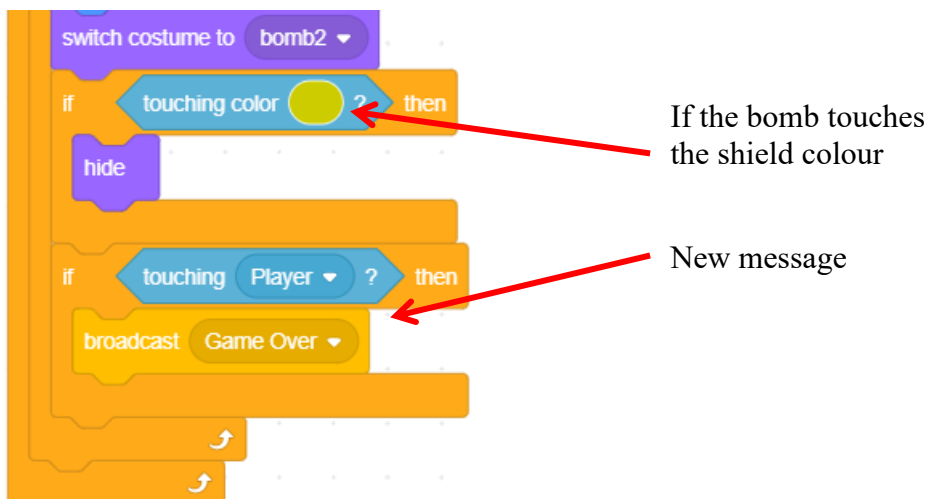 switch costume to bomb2
if touching color ? then
If the bomb touches
the shield colour
hide
New message
if touching Player ? then
broadcast Game Over